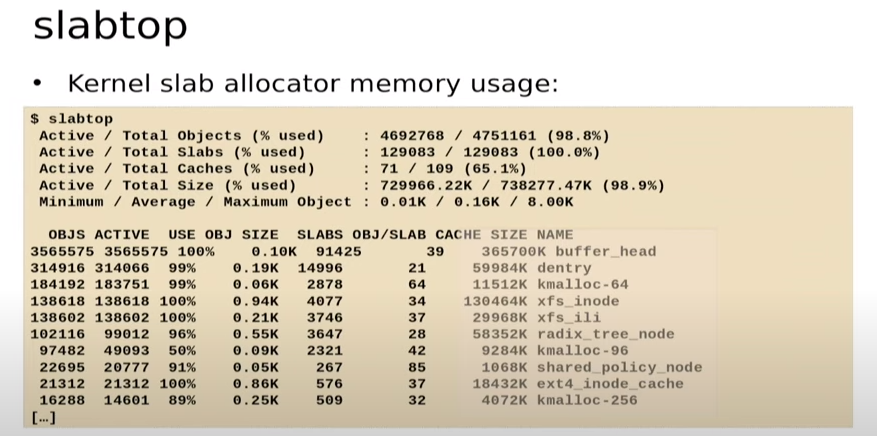 slabtop
• Kernel slab allocator memory usage:
$ slabtop
Active / Total Objects (% used) : 4692768 / 4751161 (98.8%)
Active / Total Slabs (% used) : 129083 / 129083 (100.0%)
Active / Total Caches (% used) : 71 / 109 (65.1%)
Active / Total Size (% used) : 729966.22K / 738277.47K (98.9%)
Minimum / Average / Maximum Object : 0.01K / 0.16K / 8.00K
OBJS ACTIVE USE OBJ SIZE SLABS OBJ/SLAB CACHE SIZE NAME
3565575 3565575 100% 0.10K 91425 39 365700K buffer_head
314916 314066 99% 0.19K 14996 21 59984K dentry
184192 183751 99% 0.06K 2878 64 11512K kmalloc-64
138618 138618 100% 0.94K 4077 34 130464K xfs_inode
138602 138602 100% 0.21K 3746 37 29968K xfs_ili
102116 99012 96% 0.55K 3647 28 58352K radix_tree_node
97482 49093 50% 0.09K 2321 42 9284K kmalloc-96
22695 20777 91% 0.05K 267 85 1068K shared_policy_node
21312 21312 100% 0.86K 576 37 18432K ext4_inode_cache
16288 14601 89% 0.25K 509 32 4072K kmalloc-256
[…]